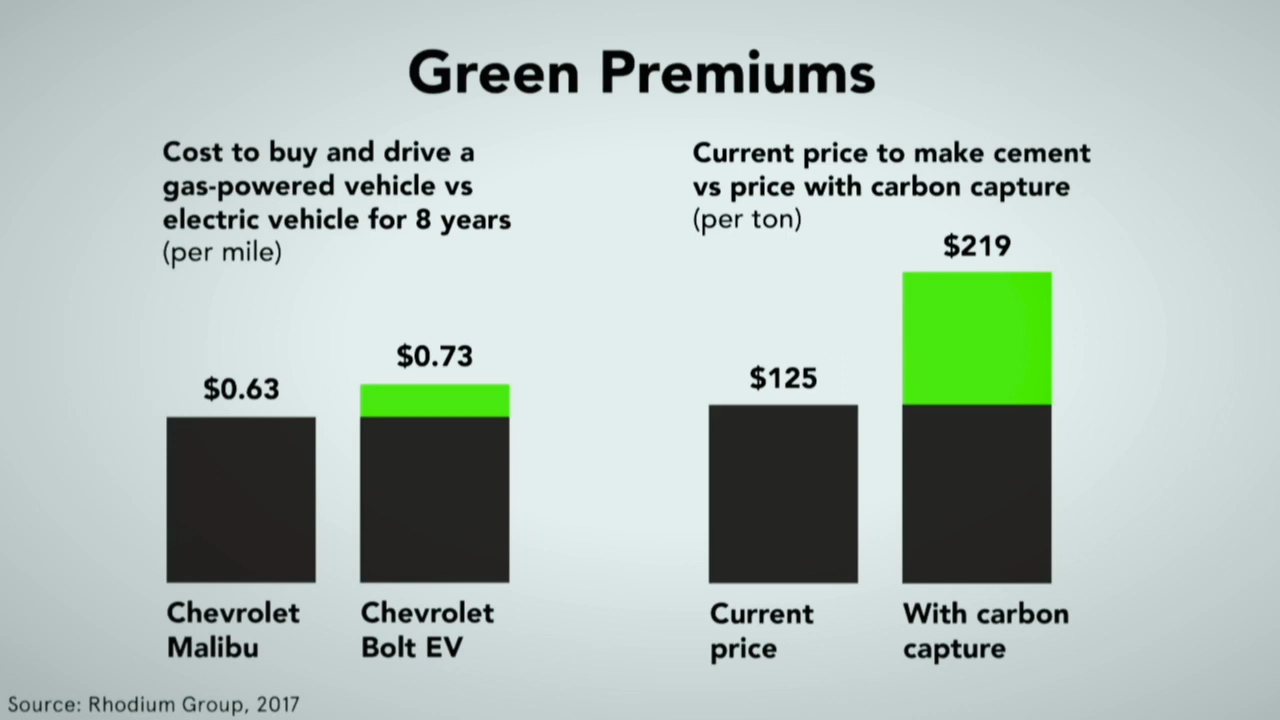 Green Premiums
Cost to buy and drive a
gas-powered vehicle vs
electric vehicle for 8 years
(per mile)
$0.63
$0.73
Chevrolet
Malibu
Chevrolet
Bolt EV
Current price to make cement
vs price with carbon capture
(per ton)
$125
$219
Current
price
With carbon
capture
Source: Rhodium Group, 2017